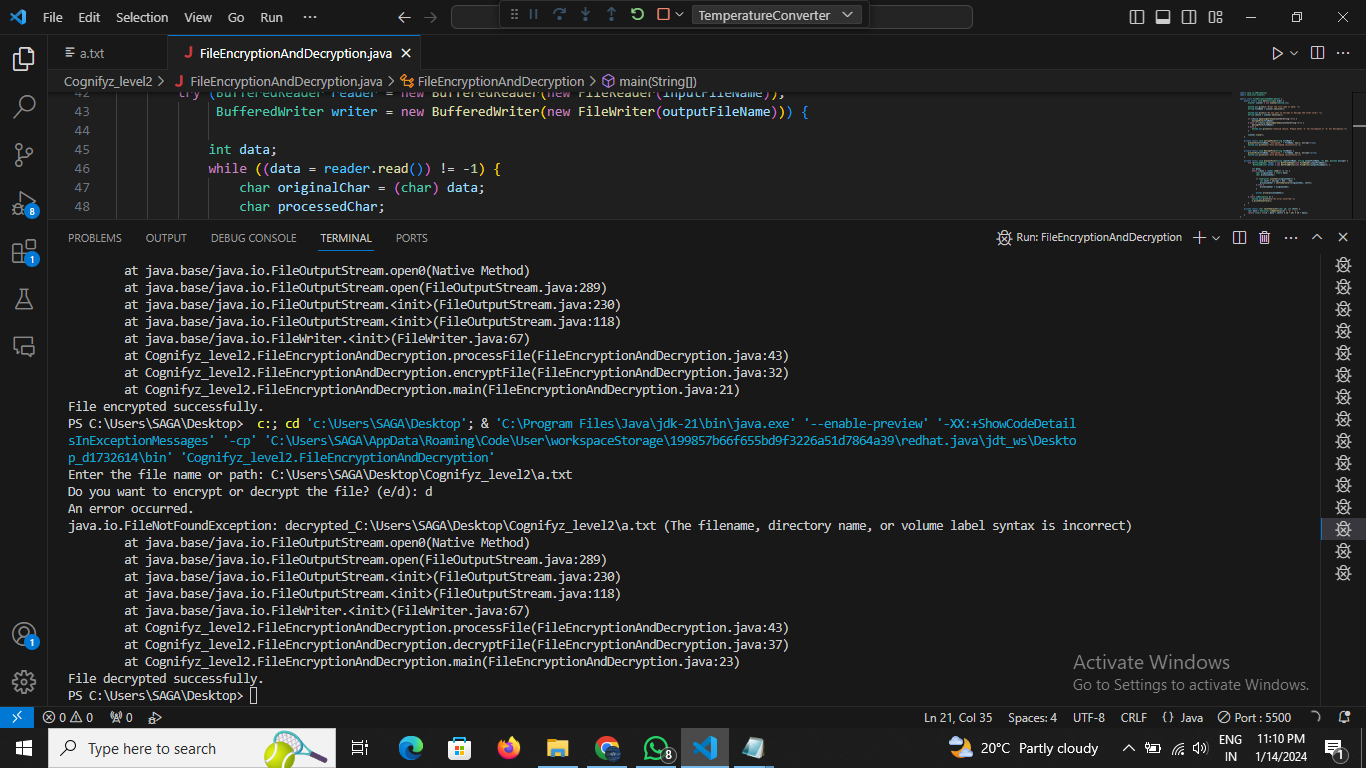 File Edit Selection View Go Run ··· TemperatureConverter
a.txt J FileEncryptionAndDecryption.java
Cognifyz_level2 > J FileEncryptionAndDecryption.java > FileEncryptionAndDecryption > main(String[])
42 try (BufferedReader reader = new BufferedReader(new FileReader(inputFileName));
43 BufferedWriter writer = new BufferedWriter(new FileWriter(outputFileName))) {
44
45 int data;
46 while ((data = reader.read()) != -1) {
47 char originalChar = (char) data;
48 char processedChar;
PROBLEMS OUTPUT DEBUG CONSOLE TERMINAL PORTS Run: FileEncryptionAndDecryption
at java.base/java.io.FileOutputStream.open0(Native Method)
at java.base/java.io.FileOutputStream.open(FileOutputStream.java:289)
at java.base/java.io.FileOutputStream.<init>(FileOutputStream.java:230)
at java.base/java.io.FileOutputStream.<init>(FileOutputStream.java:118)
at java.base/java.io.FileWriter.<init>(FileWriter.java:67)
at Cognifyz_level2.FileEncryptionAndDecryption.processFile(FileEncryptionAndDecryption.java:43)
at Cognifyz_level2.FileEncryptionAndDecryption.encryptFile(FileEncryptionAndDecryption.java:32)
at Cognifyz_level2.FileEncryptionAndDecryption.main(FileEncryptionAndDecryption.java:21)
File encrypted successfully.
PS C:\Users\SAGA\Desktop> c:; cd 'c:\Users\SAGA\Desktop'; & 'C:\Program Files\Java\jdk-21\bin\java.exe' '--enable-preview' '-XX:+ShowCodeDetail
sInExceptionMessages' '-cp' 'C:\Users\SAGA\AppData\Roaming\Code\User\workspaceStorage\199857b66f655bd9f3226a51d7864a39\redhat.java\jdt_ws\Deskto
p_d1732614\bin' 'Cognifyz_level2.FileEncryptionAndDecryption'
Enter the file name or path: C:\Users\SAGA\Desktop\Cognifyz_level2\a.txt
Do you want to encrypt or decrypt the file? (e/d): d
An error occurred.
java.io.FileNotFoundException: decrypted_C:\Users\SAGA\Desktop\Cognifyz_level2\a.txt (The filename, directory name, or volume label syntax is incorrect)
at java.base/java.io.FileOutputStream.open0(Native Method)
at java.base/java.io.FileOutputStream.open(FileOutputStream.java:289)
at java.base/java.io.FileOutputStream.<init>(FileOutputStream.java:230)
at java.base/java.io.FileOutputStream.<init>(FileOutputStream.java:118)
at java.base/java.io.FileWriter.<init>(FileWriter.java:67)
at Cognifyz_level2.FileEncryptionAndDecryption.processFile(FileEncryptionAndDecryption.java:43)
at Cognifyz_level2.FileEncryptionAndDecryption.decryptFile(FileEncryptionAndDecryption.java:37)
at Cognifyz_level2.FileEncryptionAndDecryption.main(FileEncryptionAndDecryption.java:23)
File decrypted successfully.
PS C:\Users\SAGA\Desktop>
8
1
1
Activate Windows
Go to Settings to activate Windows.
0 0 0 Ln 21, Col 35 Spaces: 4 UTF-8 CRLF {} Java Port : 5500
Type here to search 8 20°C Partly cloudy ENG 11:10 PM
IN 1/14/2024 1